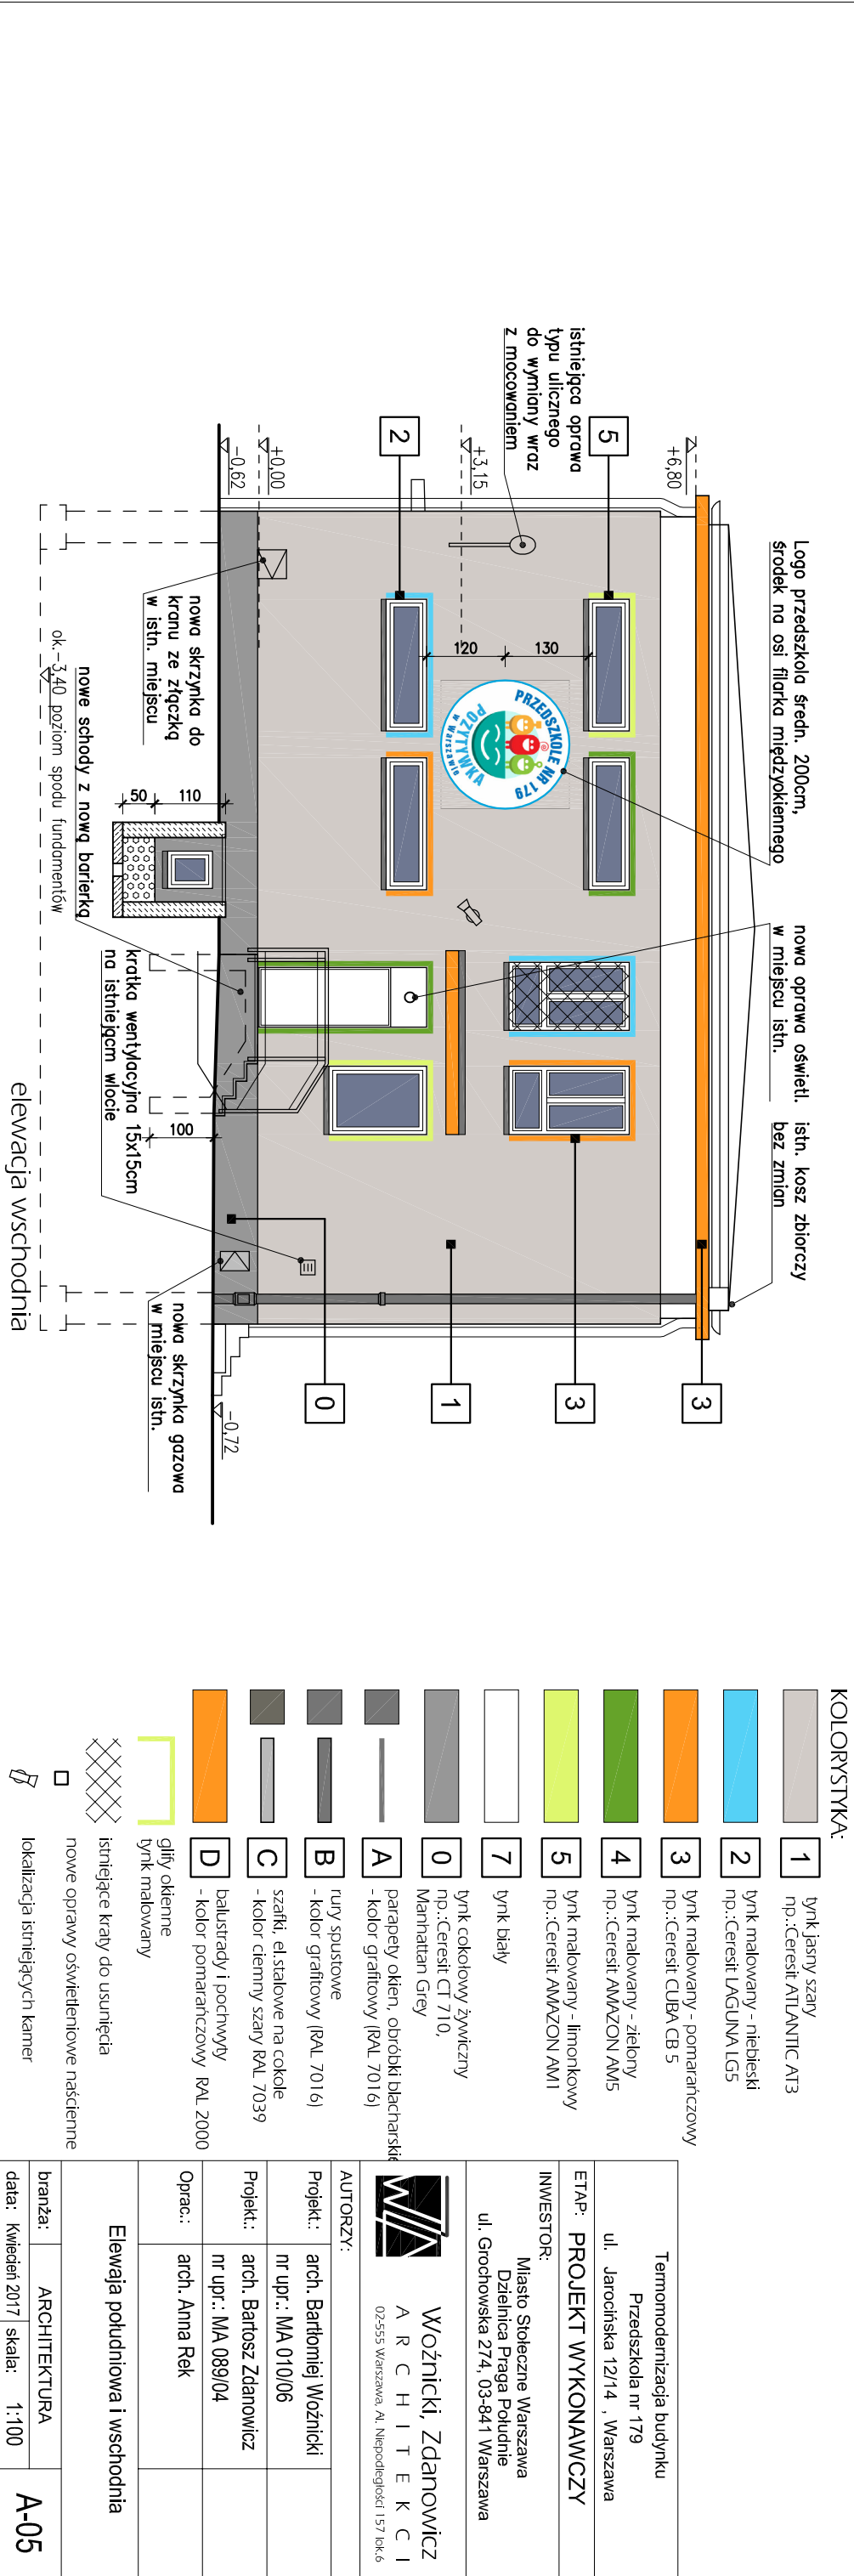 Logo przedszkola średn. 200cm,
środek na osi filarka międzyokiennego
nowa oprawa oświetl.
w miejscu istn.
istn. kosz zbiorczy
bez zmian
istniejąca oprawa
typu ulicznego
do wymiany wraz
z mocowaniem
5
2
+6,80
+3,15
+0,00
-0,62
130
120
PRZEDSZKOLE NR 179
POZYTYWKA
w Warszawie
3
3
1
0
-0,72
nowa skrzynka do
kranu ze złączką
w istn. miejscu
nowe schody z nową barierką
ok.-3,40 poziom spodu fundamentów
110
50
100
kratka wentylacyjna 15x15cm
na istniejącm wlocie
nowa skrzynka gazowa
w miejscu istn.
elewacja wschodnia
KOLORYSTYKA:
1
tynk jasny szary
np.:Ceresit ATLANTIC AT3
2
tynk malowany - niebieski
np.:Ceresit LAGUNA LG5
3
tynk malowany - pomarańczowy
np.:Ceresit CUBA CB 5
4
tynk malowany - zielony
np.:Ceresit AMAZON AM5
5
tynk malowany - limonkowy
np.:Ceresit AMAZON AM1
7
tynk biały
0
tynk cokołowy żywiczny
np.:Ceresit CT 710,
Manhattan Grey
A
parapety okien, obróbki blacharskie
- kolor grafitowy (RAL 7016)
B
rury spustowe
- kolor grafitowy (RAL 7016)
C
szafki, el.stalowe na cokole
- kolor ciemny szary RAL 7039
D
balustrady i pochwyty
- kolor pomarańczowy RAL 2000
glify okienne
tynk malowany
istniejące kraty do usunięcia
nowe oprawy oświetleniowe naścienne
lokalizacja istniejących kamer
Termomodernizacja budynku
Przedszkola nr 179
ul. Jarocińska 12/14 , Warszawa
ETAP: PROJEKT WYKONAWCZY
INWESTOR:
Miasto Stołeczne Warszawa
Dzielnica Praga Południe
ul. Grochowska 274, 03-841 Warszawa
Woźnicki, Zdanowicz
A R C H I T E K C I
02-555 Warszawa, Al. Niepodległości 157 lok.6
AUTORZY:
Projekt.: arch. Bartłomiej Woźnicki
nr upr.: MA 010/06
Projekt.: arch. Bartosz Zdanowicz
nr upr.: MA 089/04
Oprac.: arch. Anna Rek
Elewaja południowa i wschodnia
branża: ARCHITEKTURA
data: Kwiecień 2017 skala: 1:100
A-05